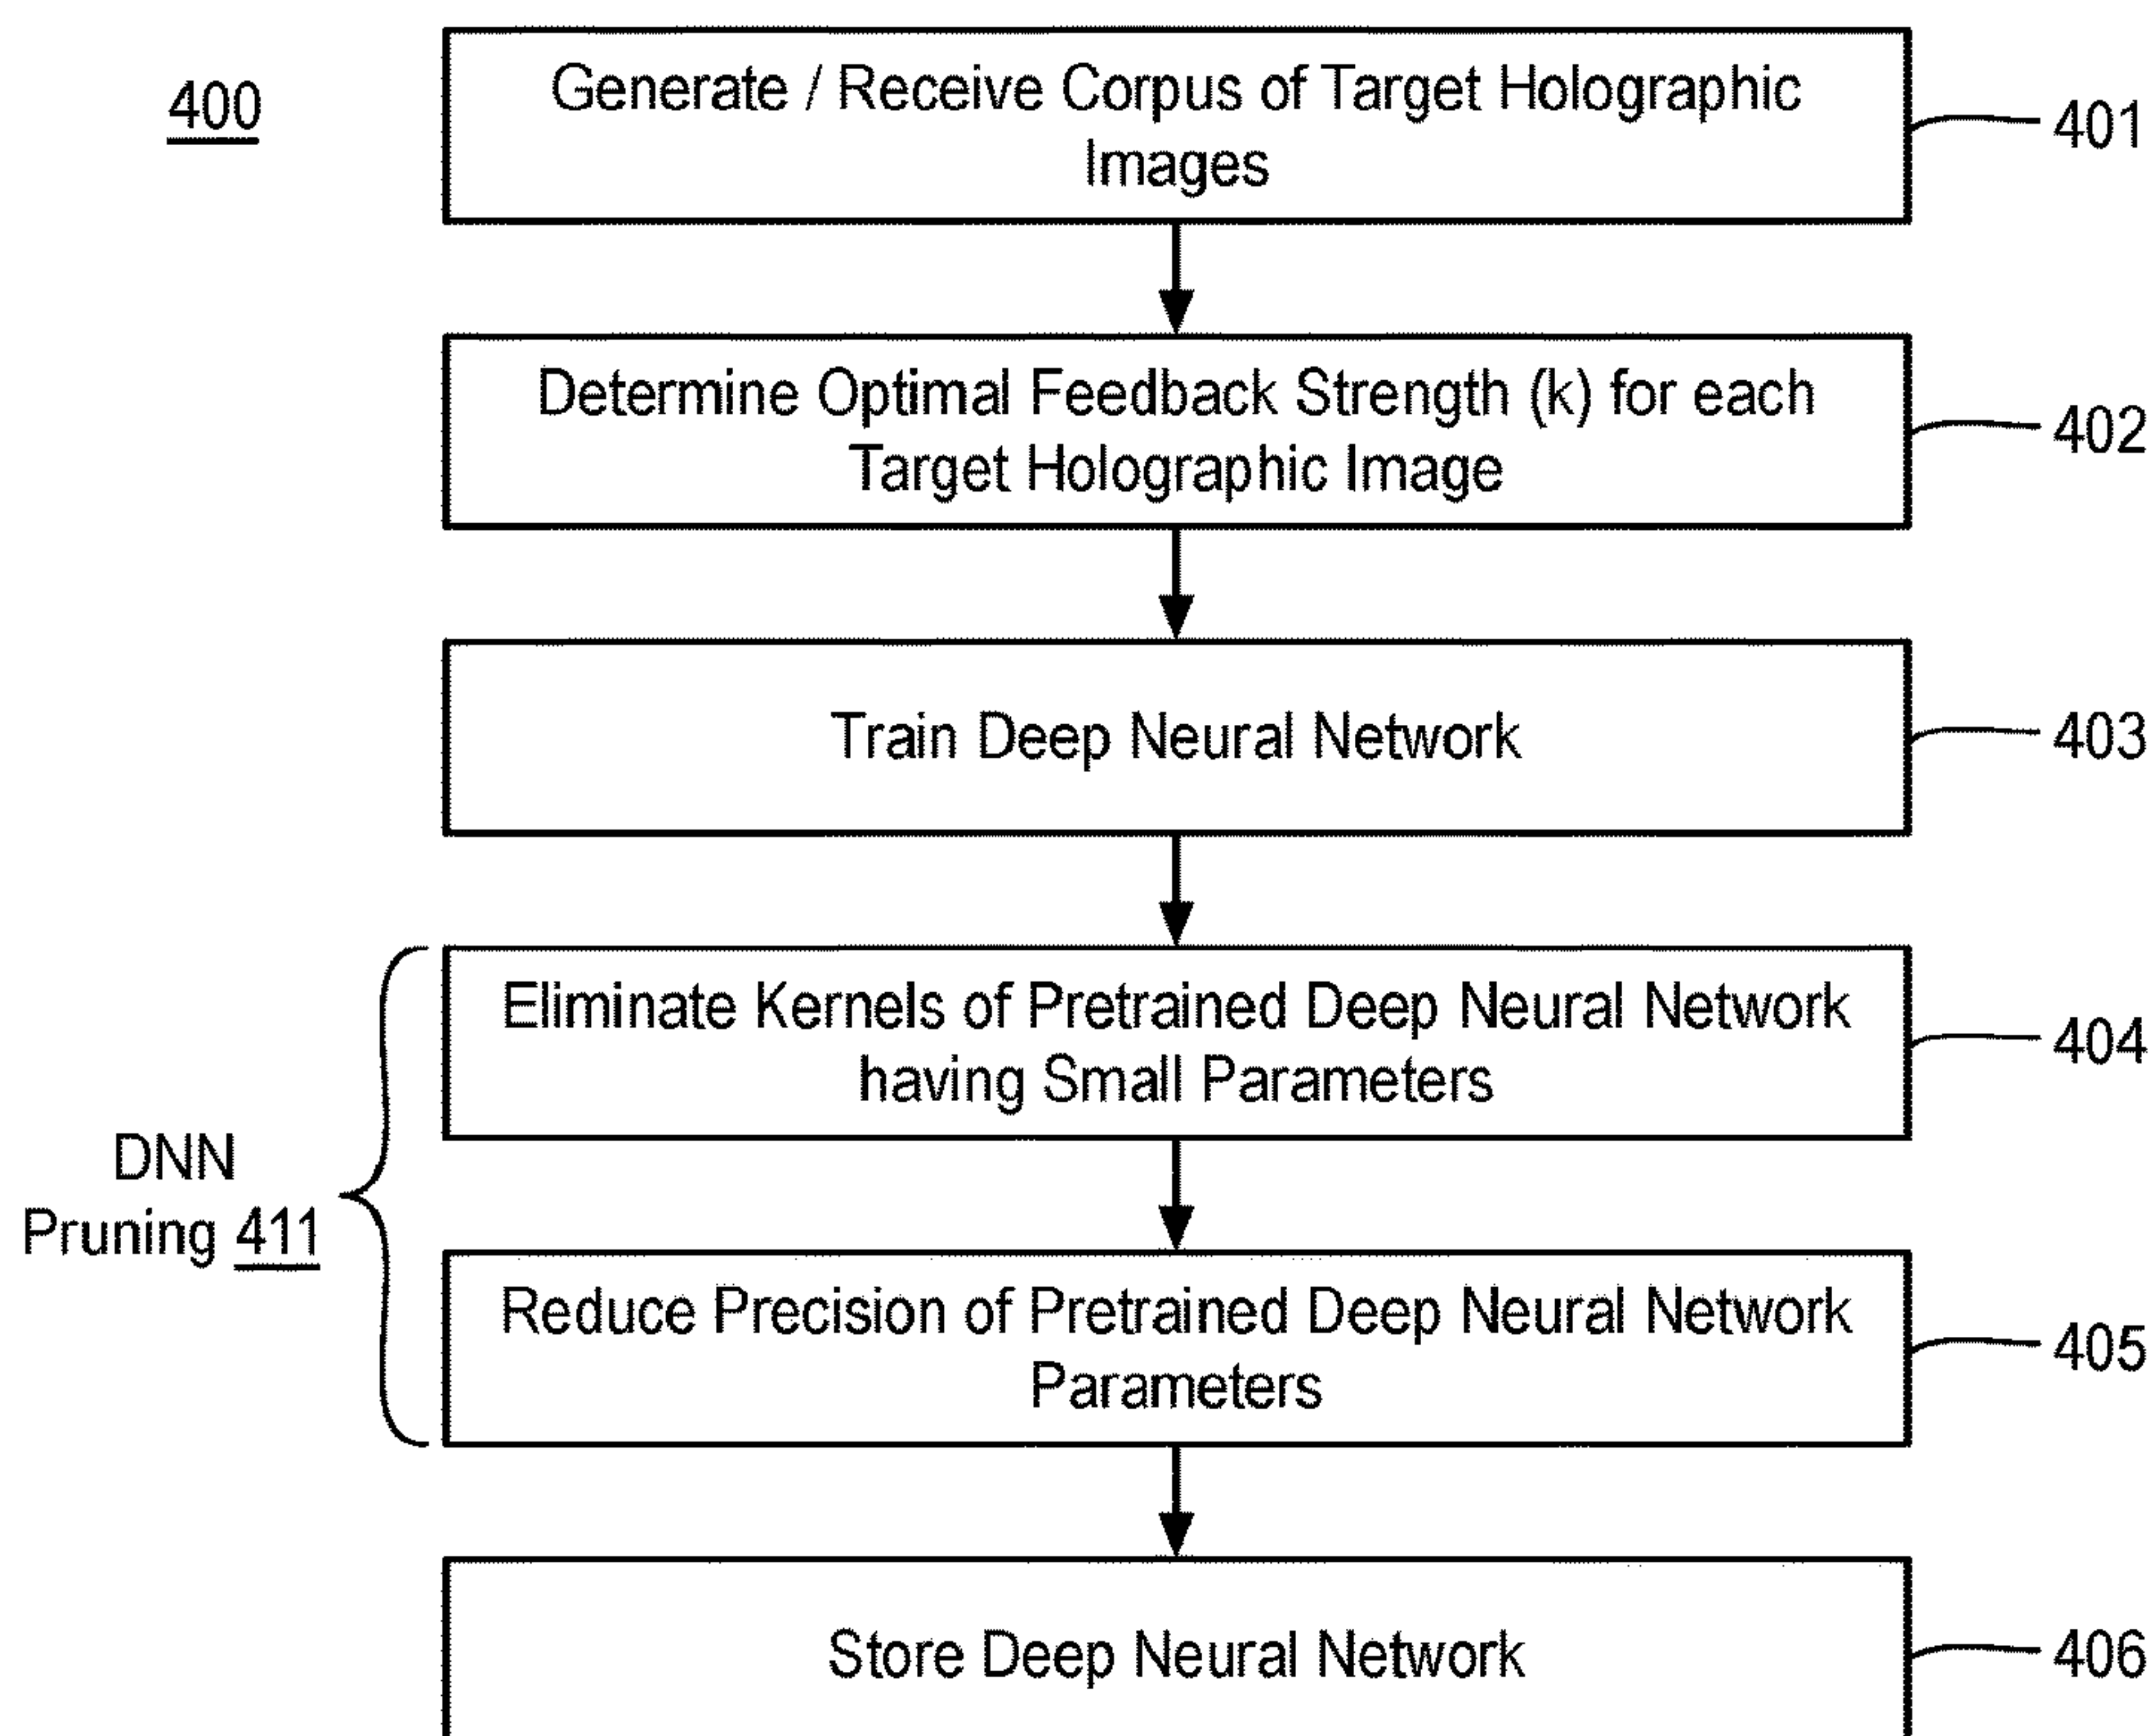 400
Generate / Receive Corpus of Target Holographic
Images
401
Determine Optimal Feedback Strength (k) for each
Target Holographic Image
402
Train Deep Neural Network
403
Eliminate Kernels of Pretrained Deep Neural Network
having Small Parameters
404
DNN
Pruning 411
Reduce Precision of Pretrained Deep Neural Network
Parameters
405
Store Deep Neural Network
406